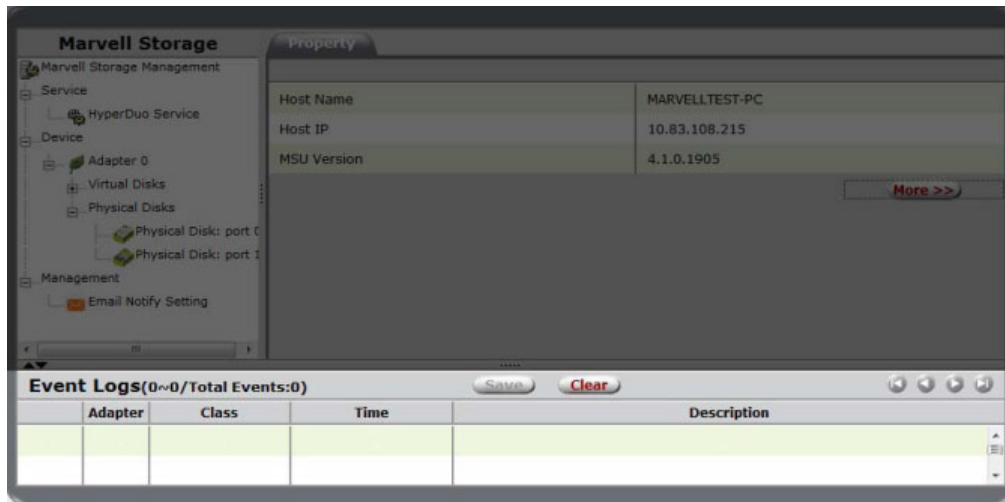 Marvell Storage
Property
Marvell Storage Management
Service
HyperDuo Service
Device
Adapter 0
Virtual Disks
Physical Disks
Physical Disk: port 0
Physical Disk: port 1
Management
Email Notify Setting
Host Name MARVELLTEST-PC
Host IP 10.83.108.215
MSU Version 4.1.0.1905
More >>
Event Logs(0~0/Total Events:0) Save Clear
Adapter Class Time Description